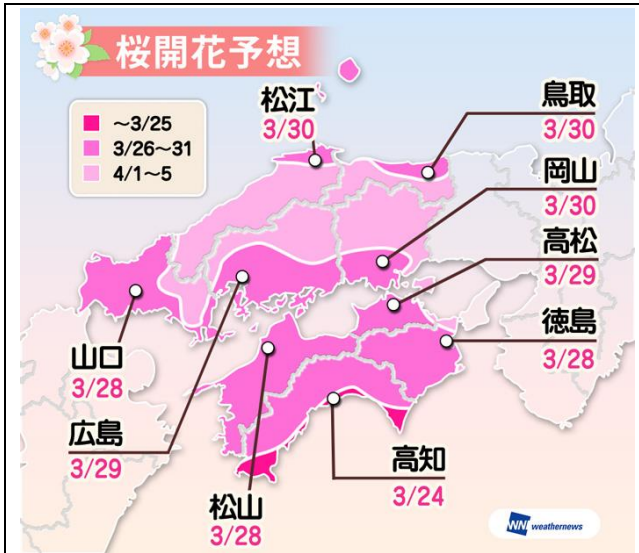 桜開花予想
～3/25
3/26～31
4/1～5
松江
3/30
鳥取
3/30
岡山
3/30
高松
3/29
徳島
3/28
山口
3/28
広島
3/29
松山
3/28
高知
3/24
WN weathernews